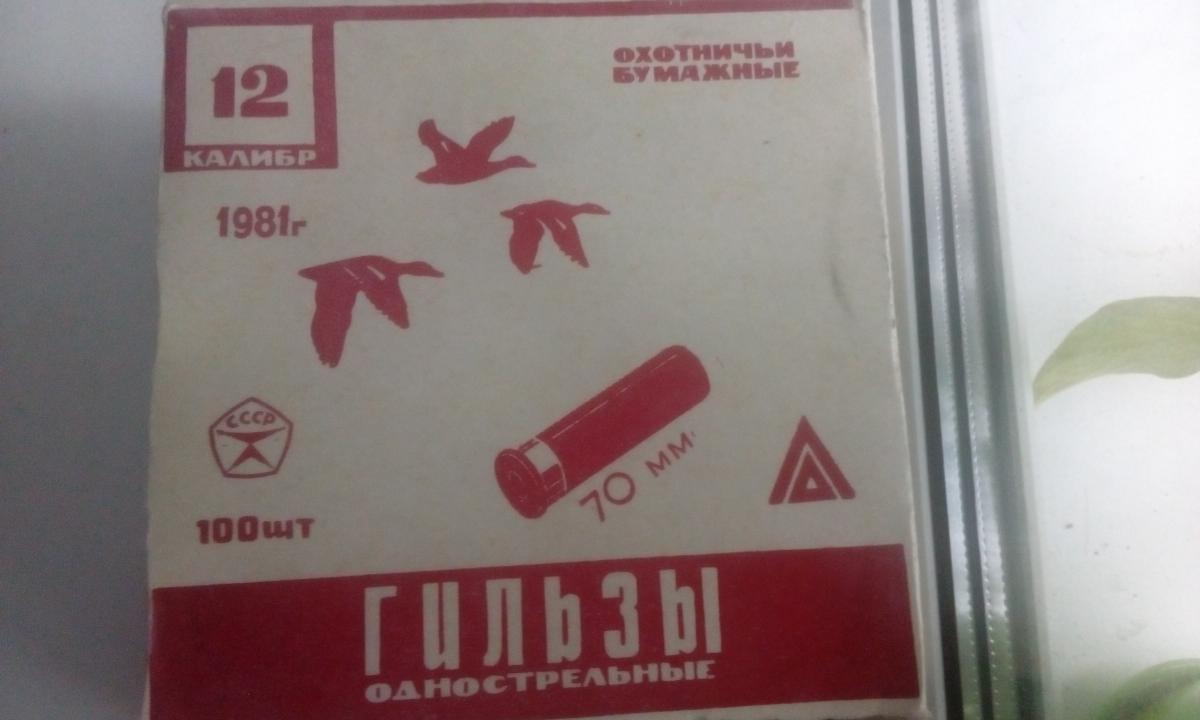 12
КАЛИБР
ОХОТНИЧЬИ
БУМАЖНЫЕ
1981г
СССР
100шт
70 мм.
ГИЛЬЗЫ
ОДНОСТРЕЛЬНЫЕ